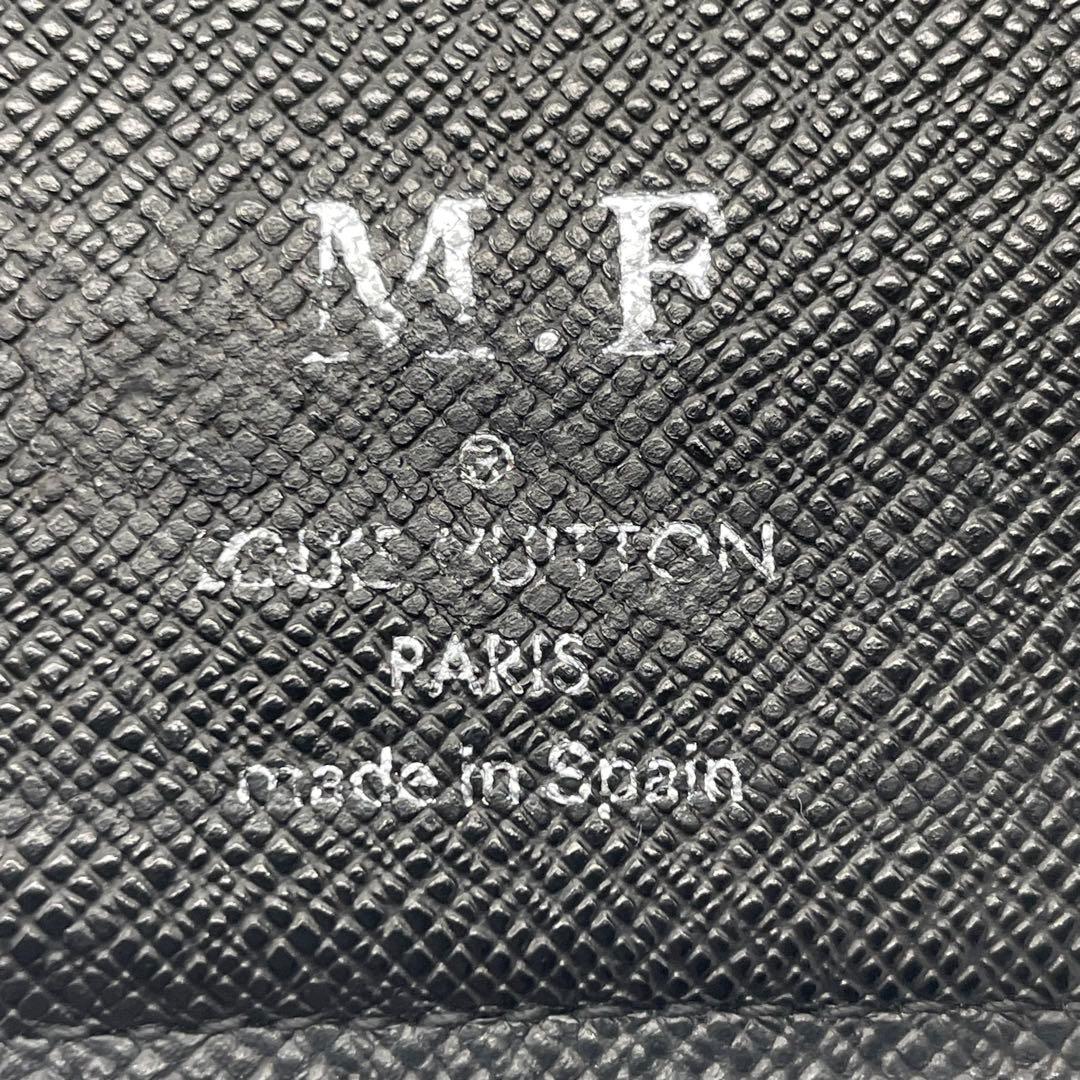 M.F
®
LOUIS VUITTON
PARIS
made in Spain